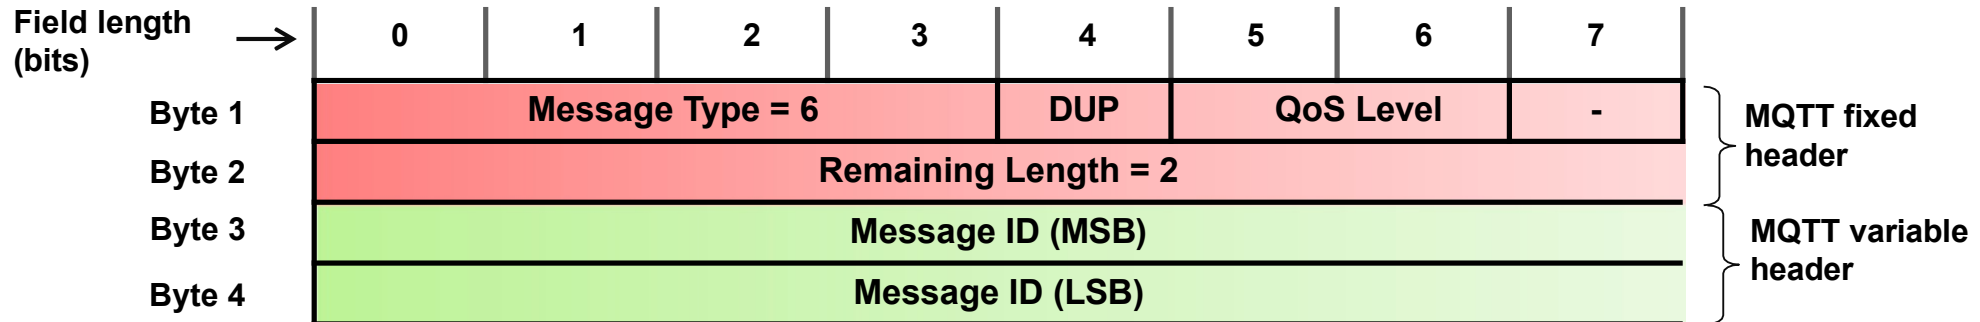 Field length
(bits)
0 1 2 3 4 5 6 7
Byte 1 Message Type = 6 DUP QoS Level -
Byte 2 Remaining Length = 2
MQTT fixed
header
Byte 3 Message ID (MSB)
Byte 4 Message ID (LSB)
MQTT variable
header